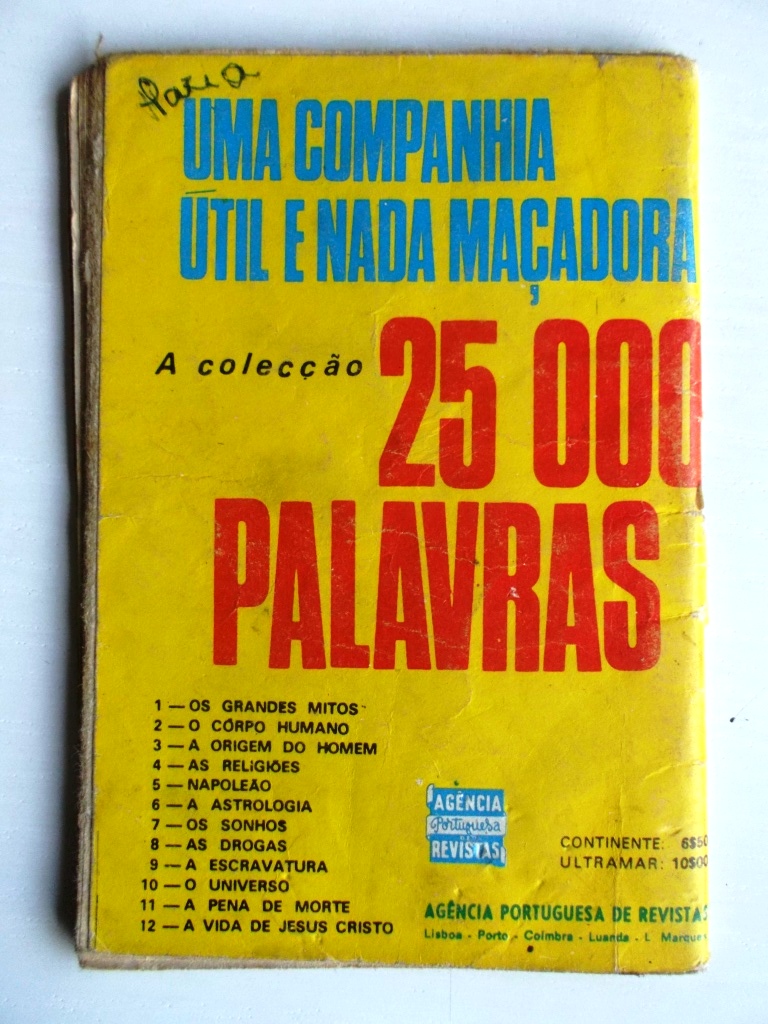 UMA COMPANHIA
ÚTIL E NADA MAÇADORA
A colecção 25 000
PALAVRAS
1 — OS GRANDES MITOS
2 — O CORPO HUMANO
3 — A ORIGEM DO HOMEM
4 — AS RELIGIÕES
5 — NAPOLEÃO
6 — A ASTROLOGIA
7 — OS SONHOS
8 — AS DROGAS
9 — A ESCRAVATURA
10 — O UNIVERSO
11 — A PENA DE MORTE
12 — A VIDA DE JESUS CRISTO
AGÊNCIA
Portuguesa
REVISTAS
CONTINENTE: 6$50
ULTRAMAR: 10$00
AGÊNCIA PORTUGUESA DE REVISTAS
Lisboa - Porto - Coimbra - Luanda - L. Marques